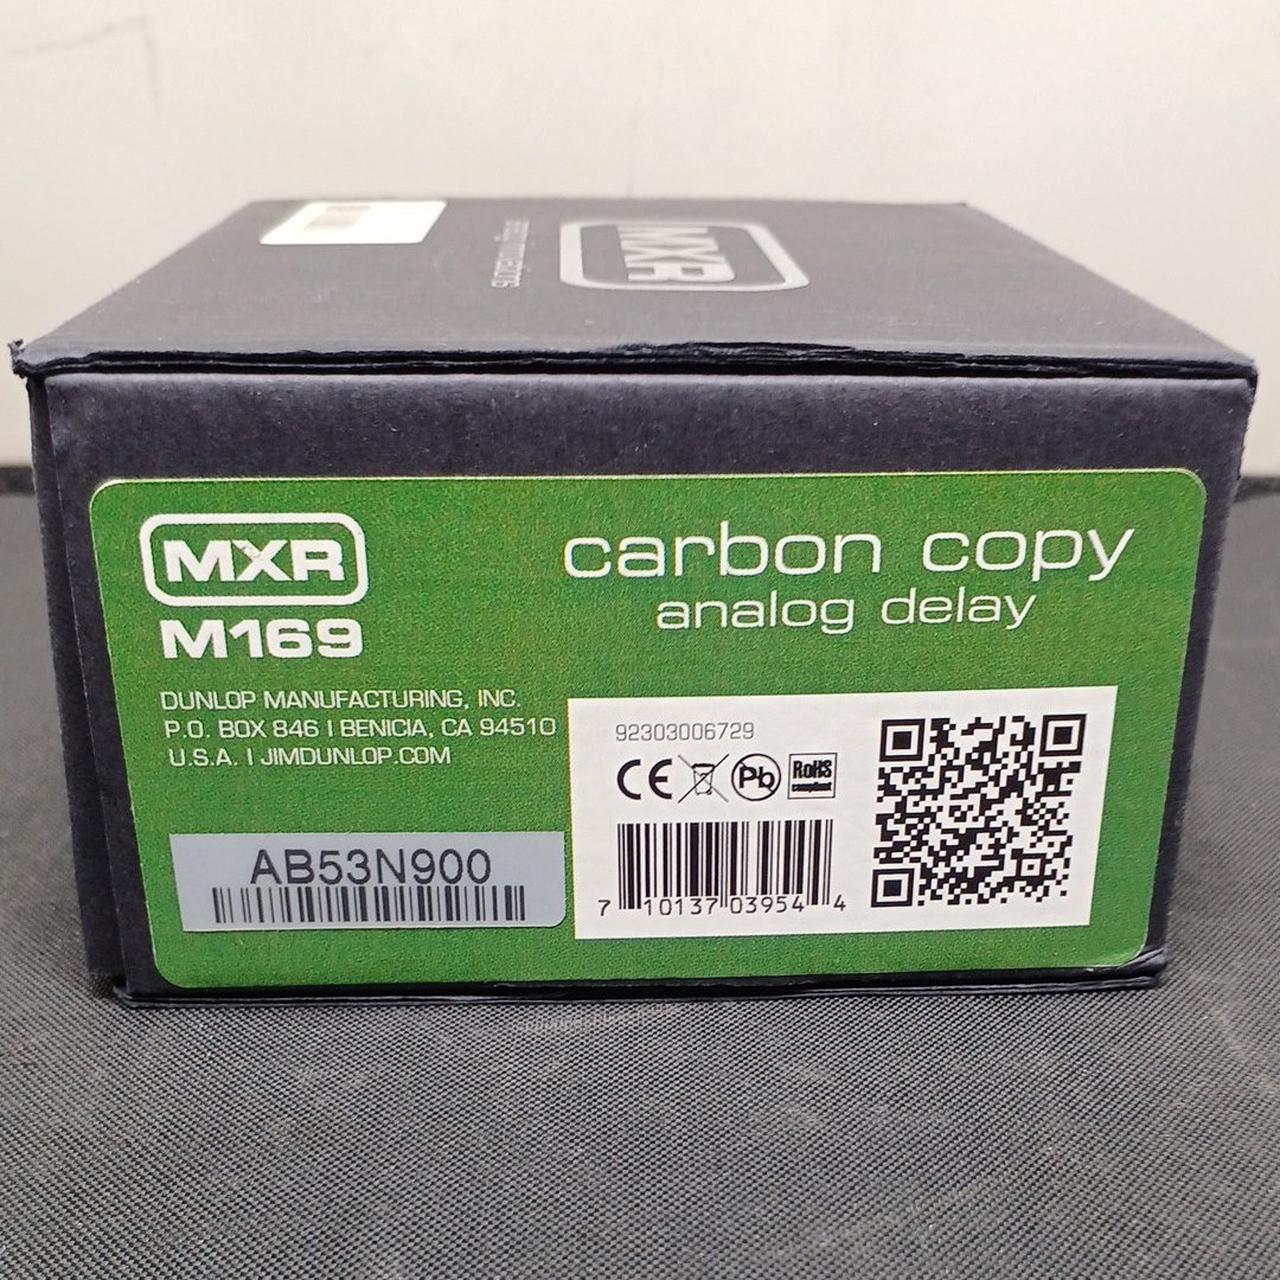 MXR
MXR
M169
carbon copy
analog delay
DUNLOP MANUFACTURING, INC.
P.O. BOX 846 | BENICIA, CA 94510
U.S.A. | JIMDUNLOP.COM
AB53N900
92303006729
CE Pb RoHS
compliant
7 10137 03954 4